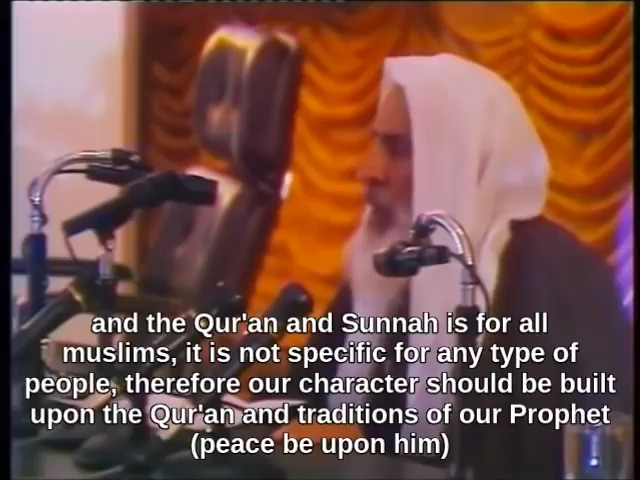 and the Qur'an and Sunnah is for all
muslims, it is not specific for any type of
people, therefore our character should be built
upon the Qur'an and traditions of our Prophet
(peace be upon him)